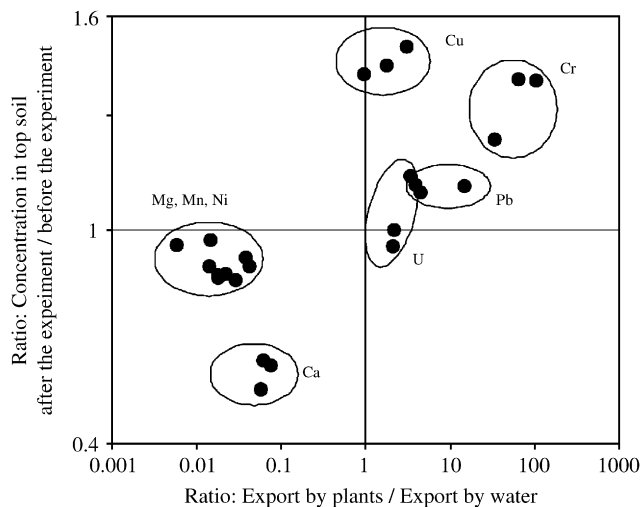 1.6
Cu
Cr
Mg, Mn, Ni
Pb
1
U
Ca
0.4
0.001
0.01
0.1
1
10
100
1000
Ratio: Export by plants / Export by water
Ratio: Concentration in top soil
after the expeiment / before the experiment